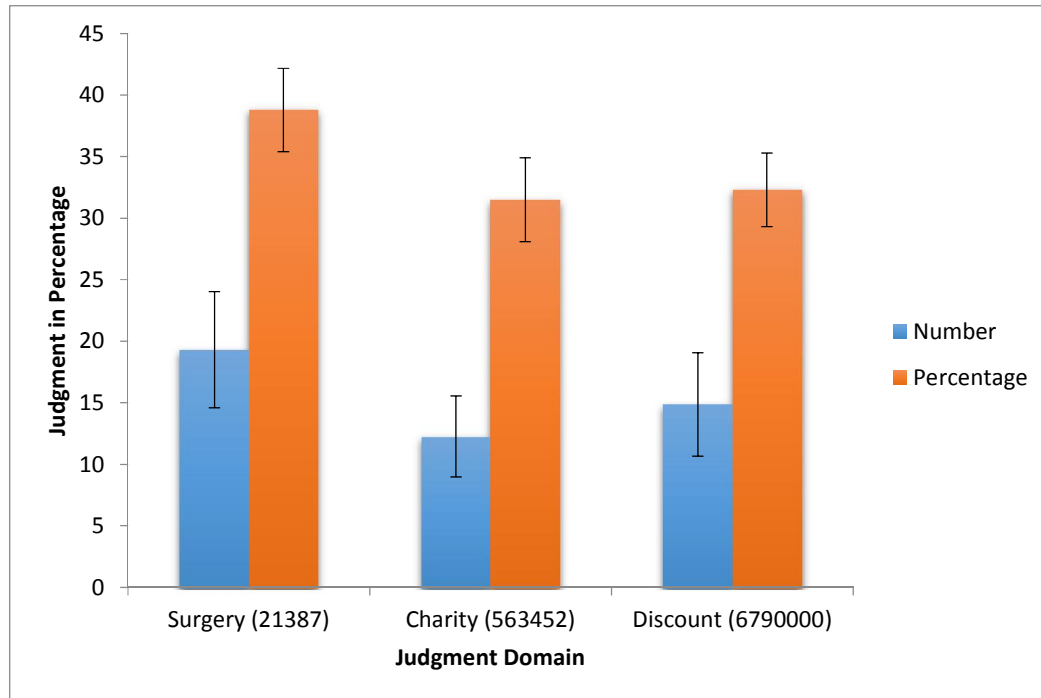 45
40
35
30
25
20
15
10
5
0
Judgment in Percentage
Surgery (21387)
Charity (563452)
Discount (6790000)
Judgment Domain
Number
Percentage